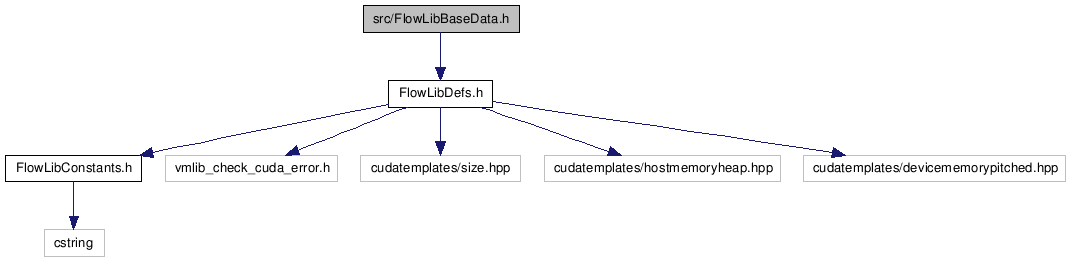 src/FlowLibBaseData.h
FlowLibDefs.h
FlowLibConstants.h
vmlib_check_cuda_error.h
cudatemplates/size.hpp
cudatemplates/hostmemoryheap.hpp
cudatemplates/devicememorypitched.hpp
cstring